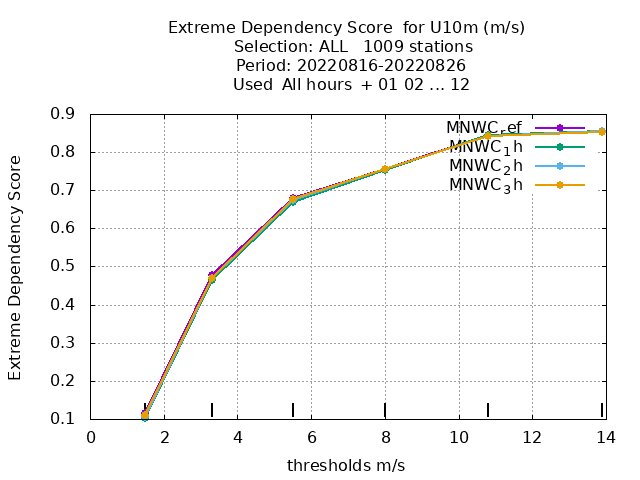 Extreme Dependency Score  for U10m (m/s)
Selection: ALL   1009 stations
Period: 20220816-20220826
Used  All hours  + 01 02 ... 12
0.9
0.8
0.7
0.6
0.5
0.4
0.3
0.2
0.1
Extreme Dependency Score
MNWC_ref
MNWC_1h
MNWC_2h
MNWC_3h
0 2 4 6 8 10 12 14
thresholds m/s